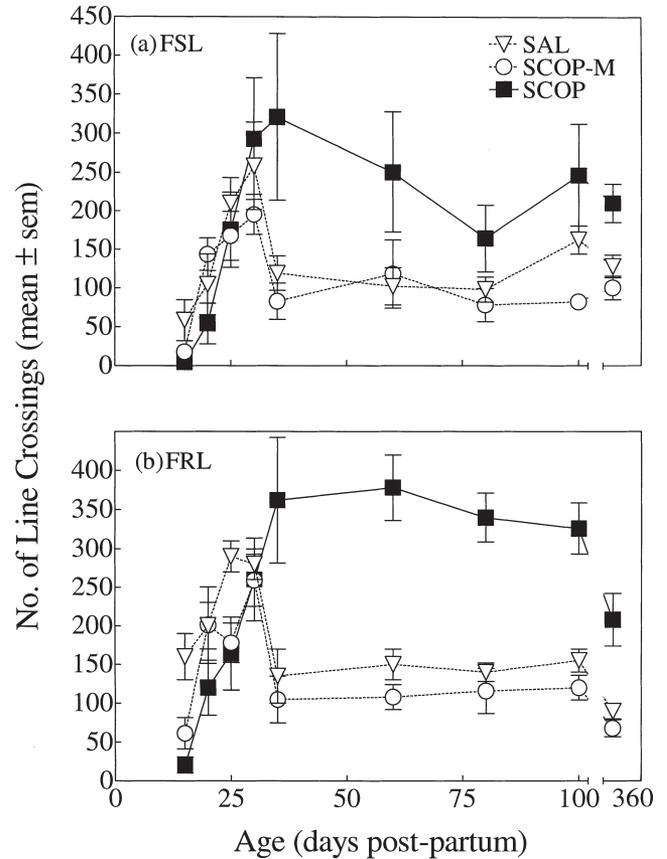 450
400
350
300
250
200
150
100
50
0
(a) FSL
SAL
SCOP-M
SCOP
No. of Line Crossings (mean ± sem)
400
350
300
250
200
150
100
50
0
(b) FRL
0 25 50 75 100 360
Age (days post-partum)